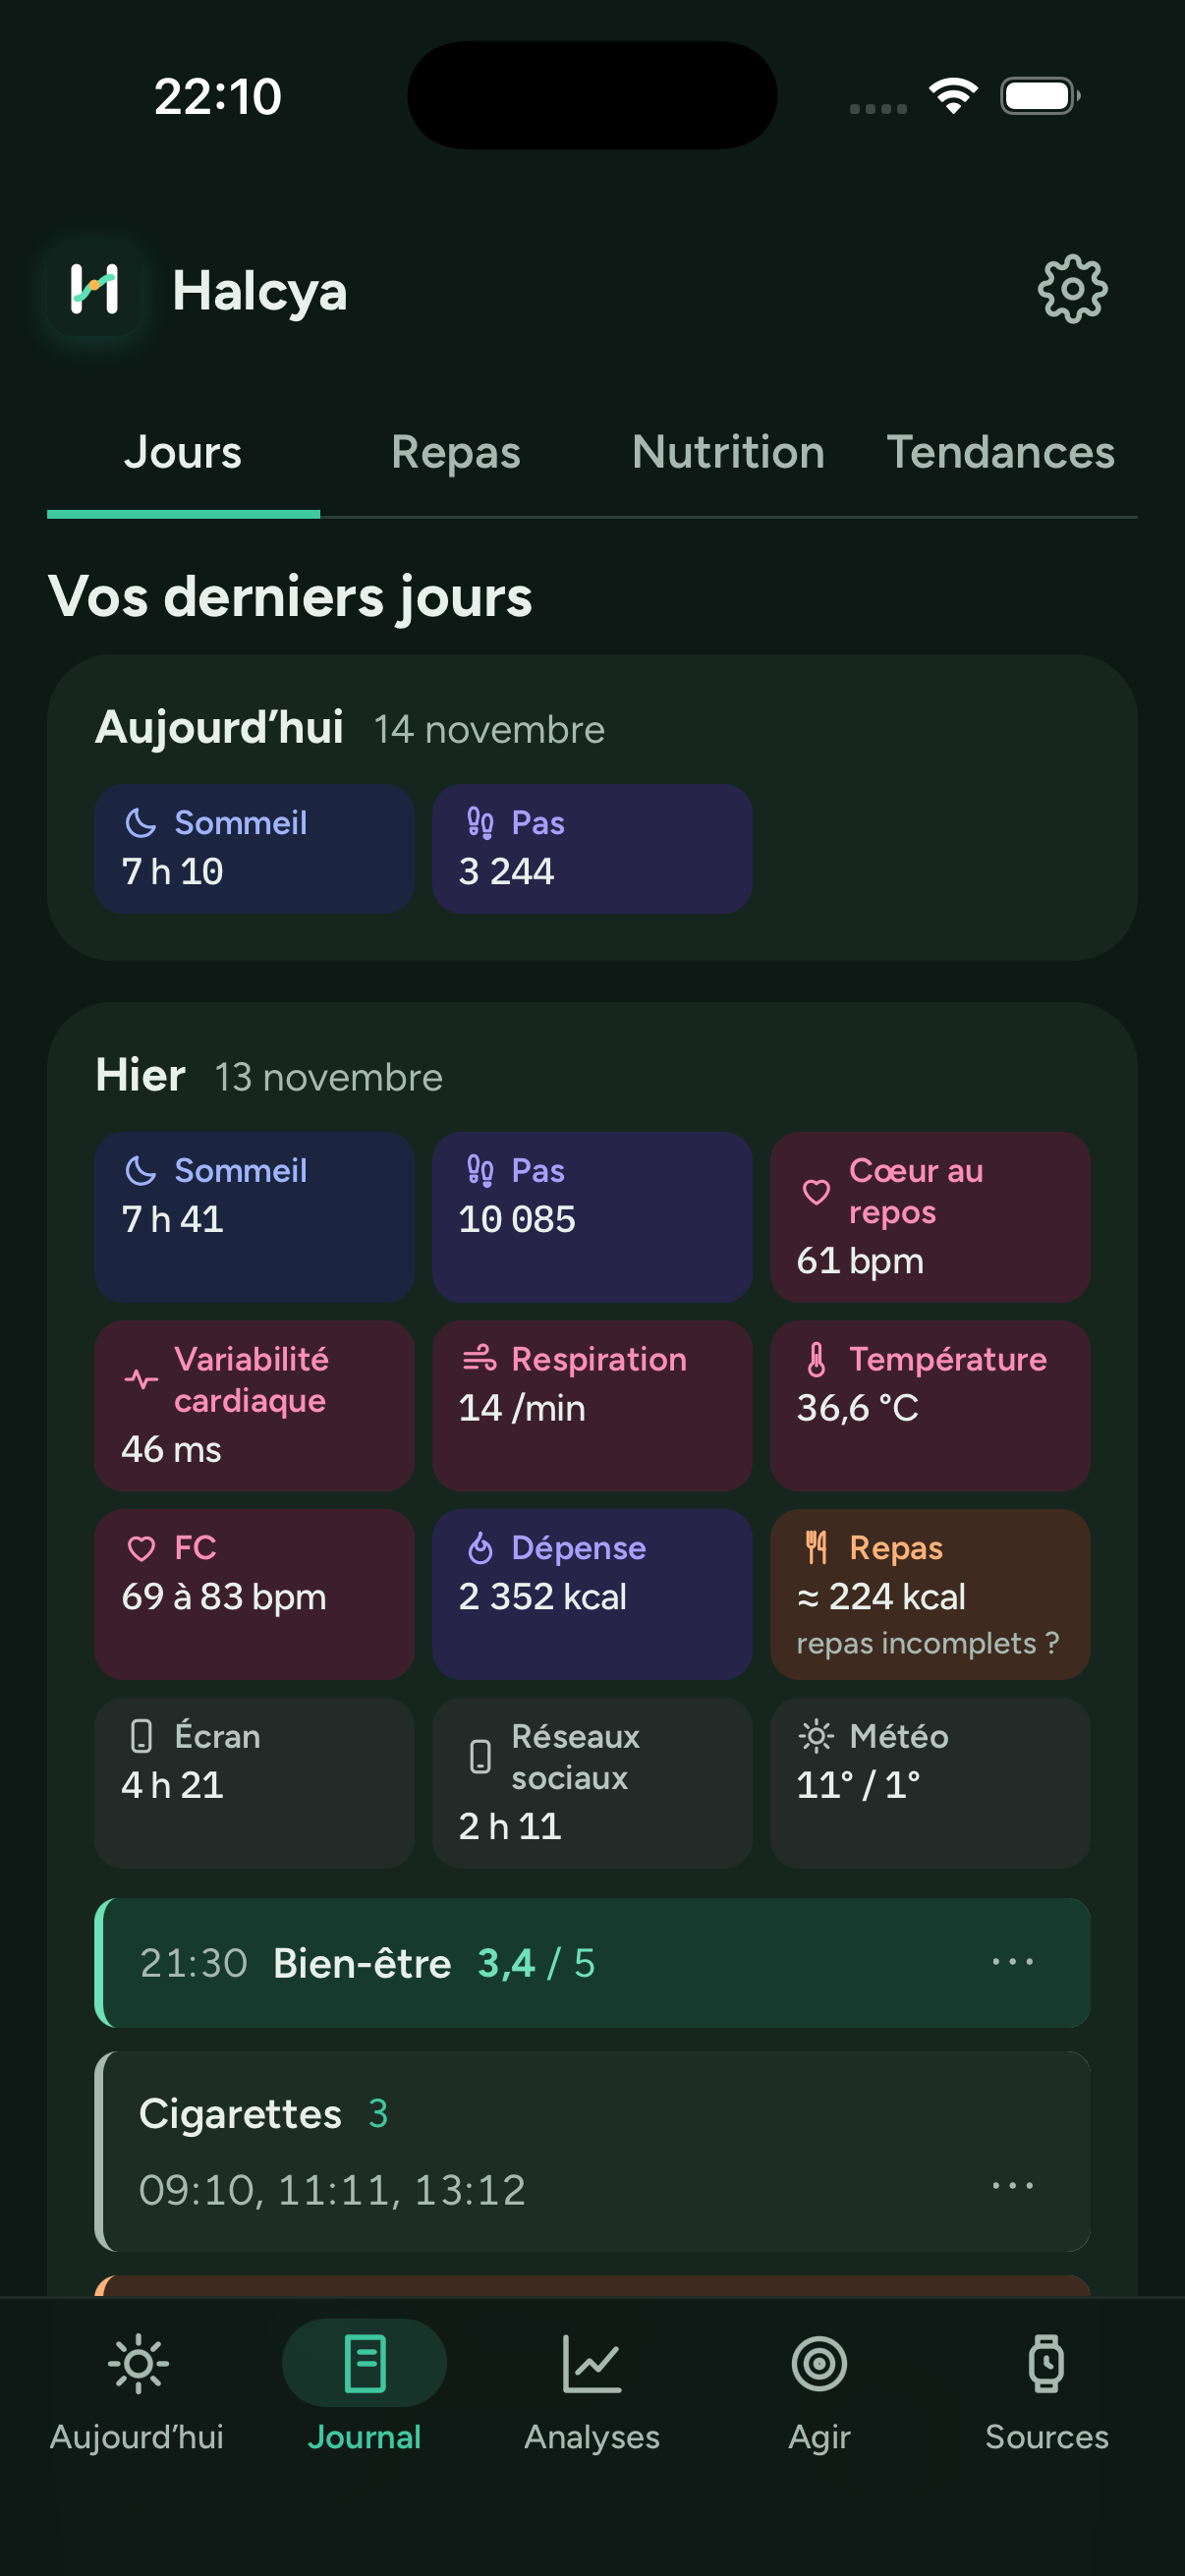 22:10
Halcya
Jours Repas Nutrition Tendances
Vos derniers jours
Aujourd’hui 14 novembre
Sommeil
7 h 10
Pas
3 244
Hier 13 novembre
Sommeil
7 h 41
Pas
10 085
Cœur au
repos
61 bpm
Variabilité
cardiaque
46 ms
Respiration
14 /min
Température
36,6 °C
FC
69 à 83 bpm
Dépense
2 352 kcal
Repas
≈ 224 kcal
repas incomplets ?
Écran
4 h 21
Réseaux
sociaux
2 h 11
Météo
11° / 1°
21:30 Bien-être 3,4 / 5
Cigarettes 3
09:10, 11:11, 13:12
Aujourd’hui Journal Analyses Agir Sources